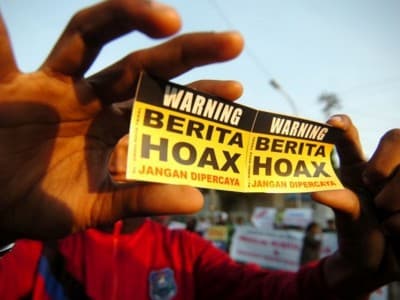 WARNING
BERITA
HOAX
JANGAN DIPERCAYA
WARNING
BERITA
HOAX
JANGAN DIPERCAYA